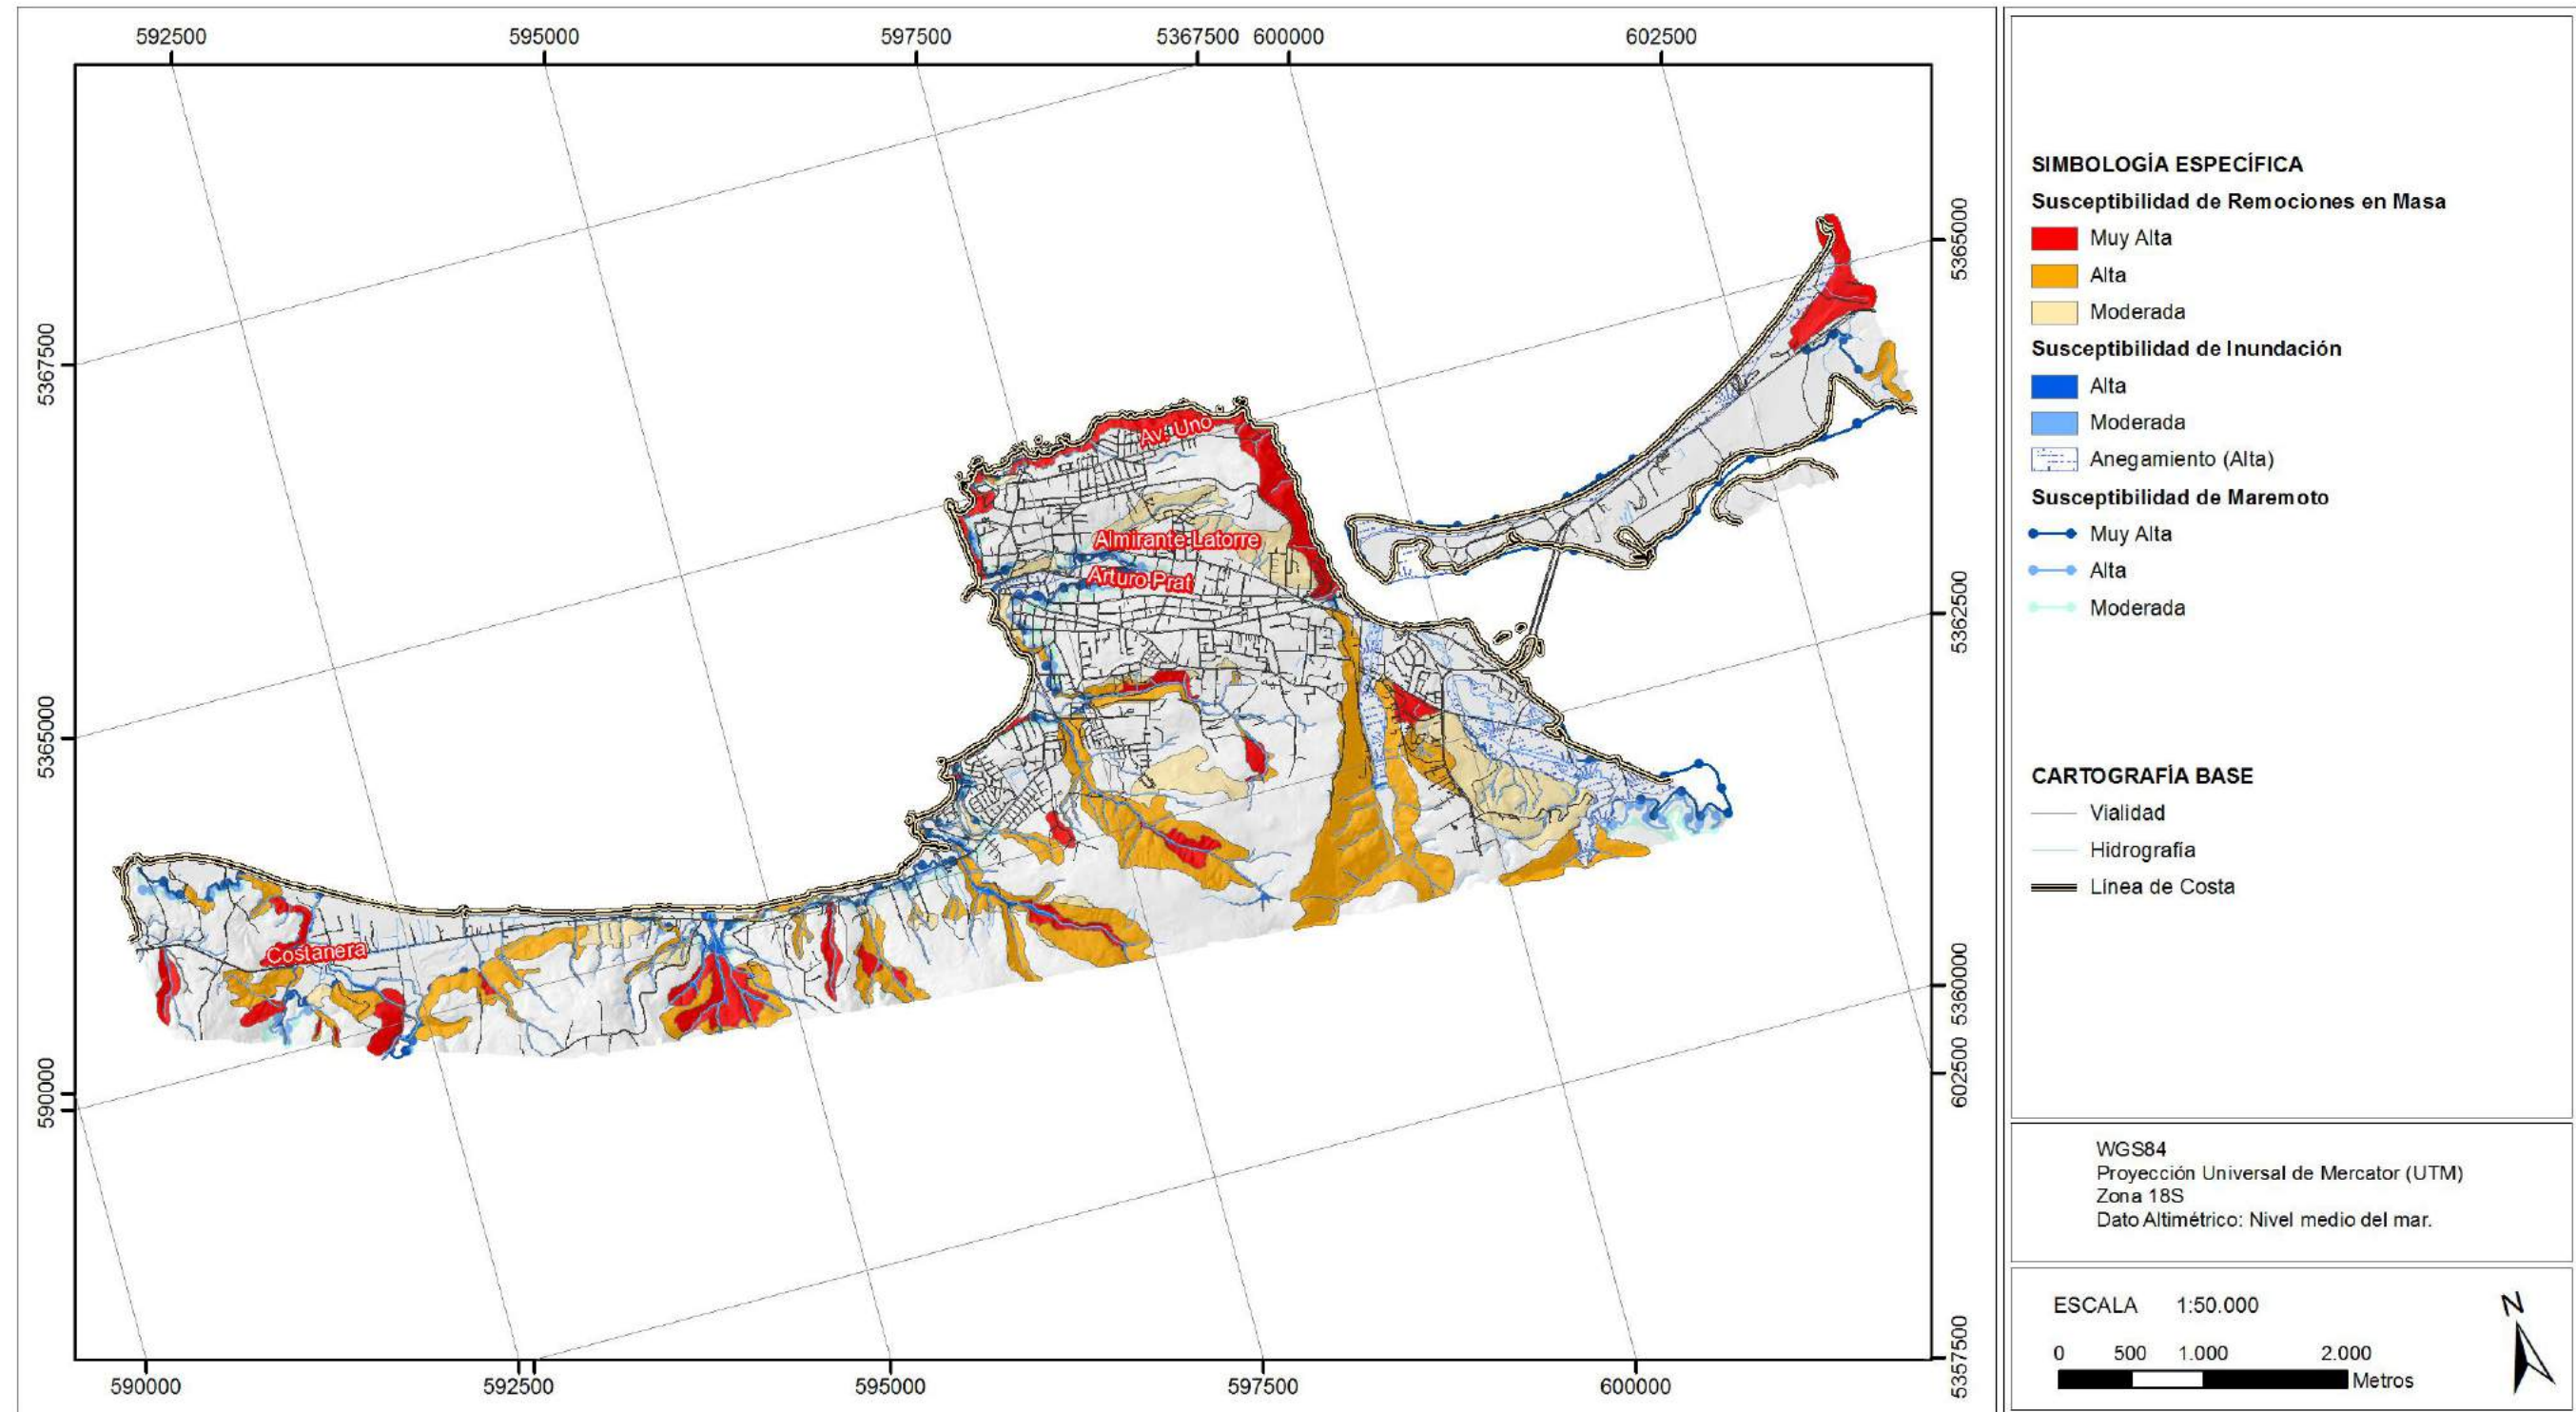 592500
595000
597500
5367500
600000
602500
5367500
5365000
590000
5365000
5362500
5360000
602500
5357500
590000
592500
595000
597500
600000
Av. Uno
Almirante Latorre
Arturo Prat
Costanera
SIMBOLOGÍA ESPECÍFICA
Susceptibilidad de Remociones en Masa
Muy Alta
Alta
Moderada
Susceptibilidad de Inundación
Alta
Moderada
Anegamiento (Alta)
Susceptibilidad de Maremoto
Muy Alta
Alta
Moderada
CARTOGRAFÍA BASE
Vialidad
Hidrografía
Línea de Costa
WGS84
Proyección Universal de Mercator (UTM)
Zona 18S
Dato Altimétrico: Nivel medio del mar.
ESCALA 1:50.000
N
0 500 1.000 2.000
Metros